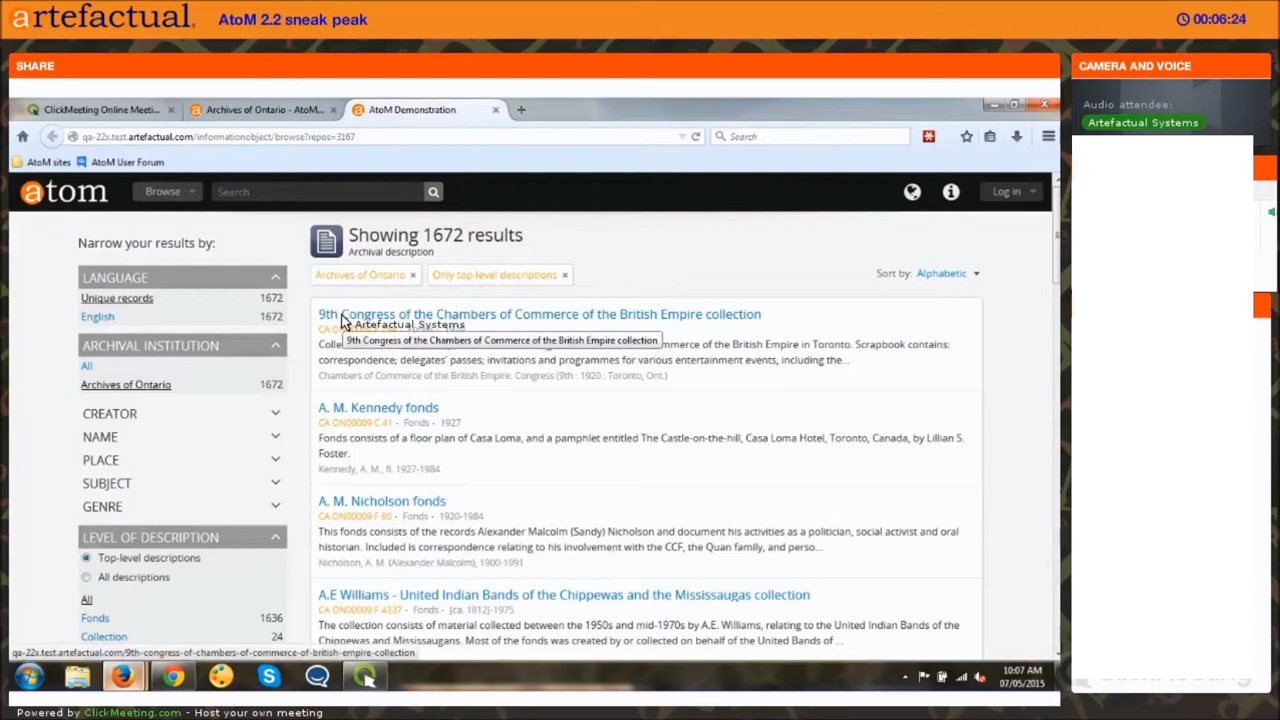 artefactual.
AtoM 2.2 sneak peak
00:06:24
SHARE
CAMERA AND VOICE
Audio attendee:
Artefactual Systems
ClickMeeting Online Meeti...
Archives of Ontario - AtoM...
AtoM Demonstration
qa-22x.test.artefactual.com/informationobject/browse?repos=3167
Search
AtoM sites
AtoM User Forum
atom
Browse
Search
Log in
Narrow your results by:
LANGUAGE
Unique records 1672
English 1672
ARCHIVAL INSTITUTION
All
Archives of Ontario 1672
CREATOR
NAME
PLACE
SUBJECT
GENRE
LEVEL OF DESCRIPTION
Top-level descriptions
All descriptions
All
Fonds 1636
Collection 24
Showing 1672 results
Archival description
Archives of Ontario
Only top-level descriptions
Sort by: Alphabetic
9th Congress of the Chambers of Commerce of the British Empire collection
Artefactual Systems
9th Congress of the Chambers of Commerce of the British Empire collection
mmerce of the British Empire in Toronto. Scrapbook contains:
correspondence; delegates' passes; invitations and programmes for various entertainment events, including the...
Chambers of Commerce of the British Empire. Congress (9th : 1920 : Toronto, Ont.)
A. M. Kennedy fonds
CA ON00009 C 41 · Fonds · 1927
Fonds consists of a floor plan of Casa Loma, and a pamphlet entitled The Castle-on-the-hill, Casa Loma Hotel, Toronto, Canada, by Lillian S.
Foster.
Kennedy, A. M., fl. 1927-1984
A. M. Nicholson fonds
CA ON00009 F 80 · Fonds · 1920-1984
This fonds consists of the records Alexander Malcolm (Sandy) Nicholson and document his activities as a politician, social activist and oral
historian. Included is correspondence relating to his involvement with the CCF, the Quan family, and perso...
Nicholson, A. M. (Alexander Malcolm), 1900-1991
A.E Williams - United Indian Bands of the Chippewas and the Mississaugas collection
CA ON00009 F 4337 · Fonds · [ca. 1812]-1975
The collection consists of material collected between the 1950s and mid-1970s by A.E. Williams, relating to the United Indian Bands of the
Chippewas and Mississaugas. Most of the fonds was created by or collected on behalf of the United Bands of ...
qa-22x.test.artefactual.com/9th-congress-of-chambers-of-commerce-of-british-empire-collection
10:07 AM
07/05/2015
Powered by ClickMeeting.com - Host your own meeting